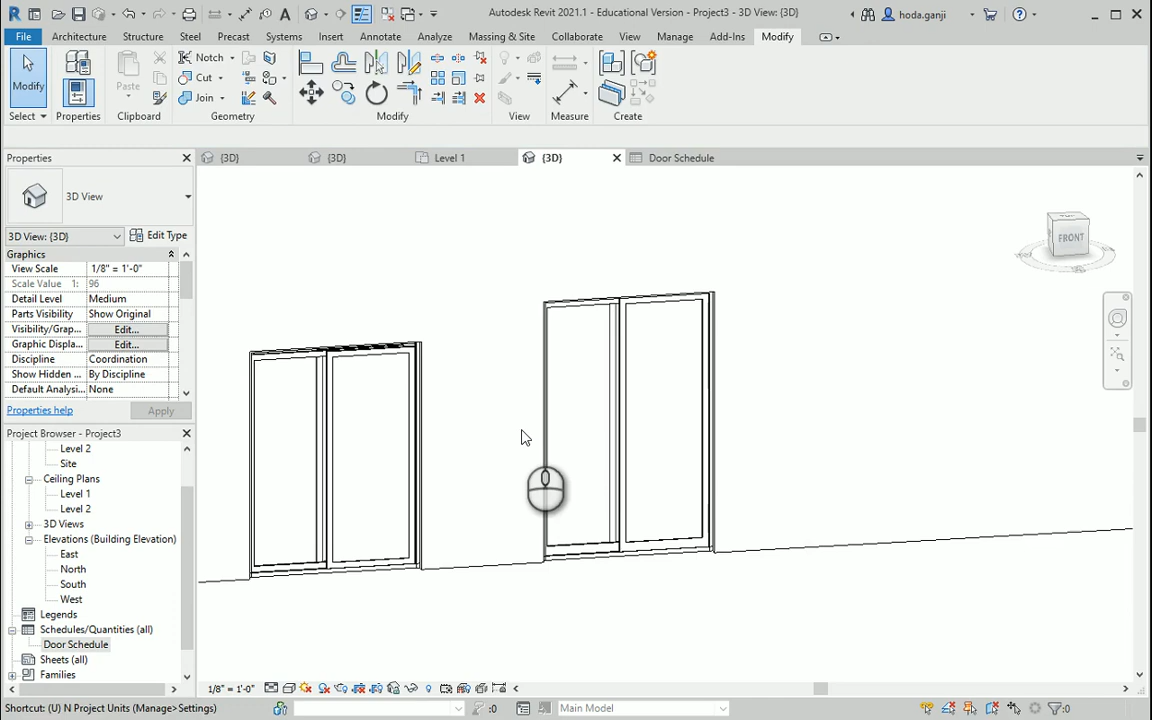 Autodesk Revit 2021.1 - Educational Version - Project3 - 3D View: {3D}
hoda.ganji
File Architecture Structure Steel Precast Systems Insert Annotate Analyze Massing & Site Collaborate View Manage Add-Ins Modify
Modify
Select
Properties
Paste
Clipboard
Notch
Cut
Join
Geometry
Modify
View
Measure
Create
Properties
{3D} {3D} Level 1 {3D} Door Schedule
3D View
3D View: {3D} Edit Type
Graphics
View Scale 1/8" = 1'-0"
Scale Value 1: 96
Detail Level Medium
Parts Visibility Show Original
Visibility/Grap... Edit...
Graphic Displa... Edit...
Discipline Coordination
Show Hidden ... By Discipline
Default Analysi... None
Properties help Apply
Project Browser - Project3
Level 2
Site
Ceiling Plans
Level 1
Level 2
3D Views
Elevations (Building Elevation)
East
North
South
West
Legends
Schedules/Quantities (all)
Door Schedule
Sheets (all)
Families
FRONT
1/8" = 1'-0"
Shortcut: (U) N Project Units (Manage>Settings) :0 Main Model :0